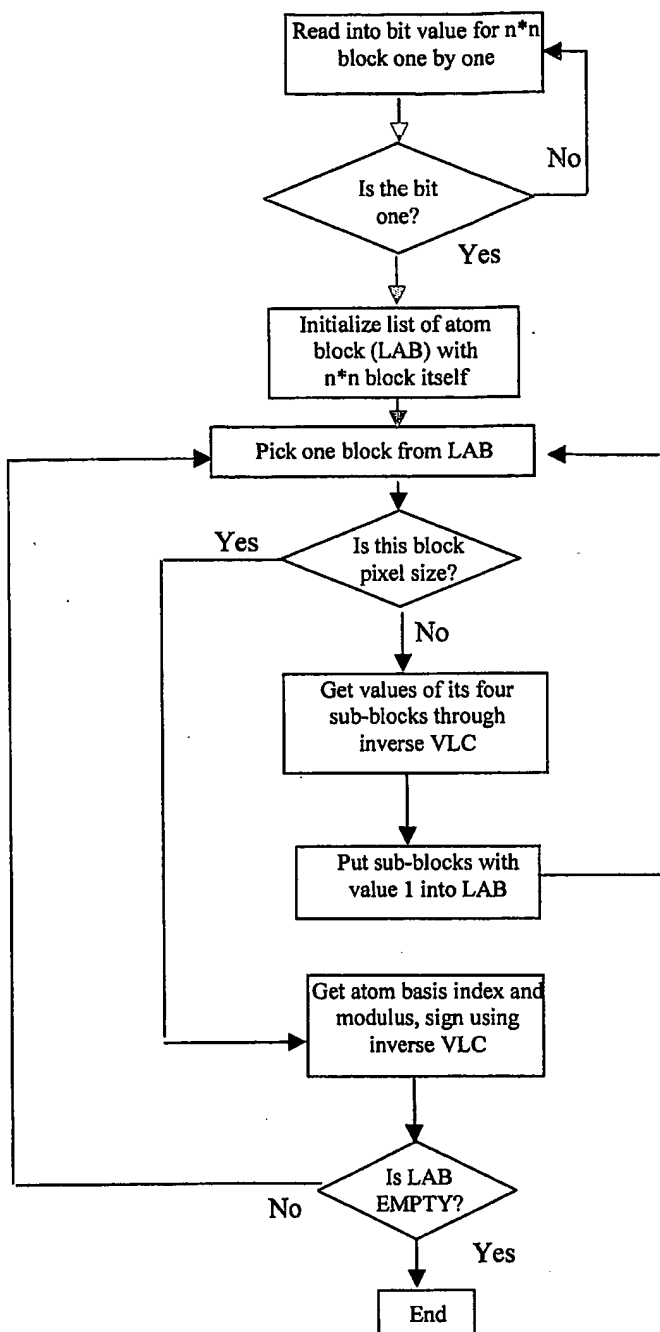 Read into bit value for n*n
block one by one
No
Is the bit
one?
Yes
Initialize list of atom
block (LAB) with
n*n block itself
Pick one block from LAB
Yes
Is this block
pixel size?
No
Get values of its four
sub-blocks through
inverse VLC
Put sub-blocks with
value 1 into LAB
Get atom basis index and
modulus, sign using
inverse VLC
Is LAB
EMPTY?
No
Yes
End